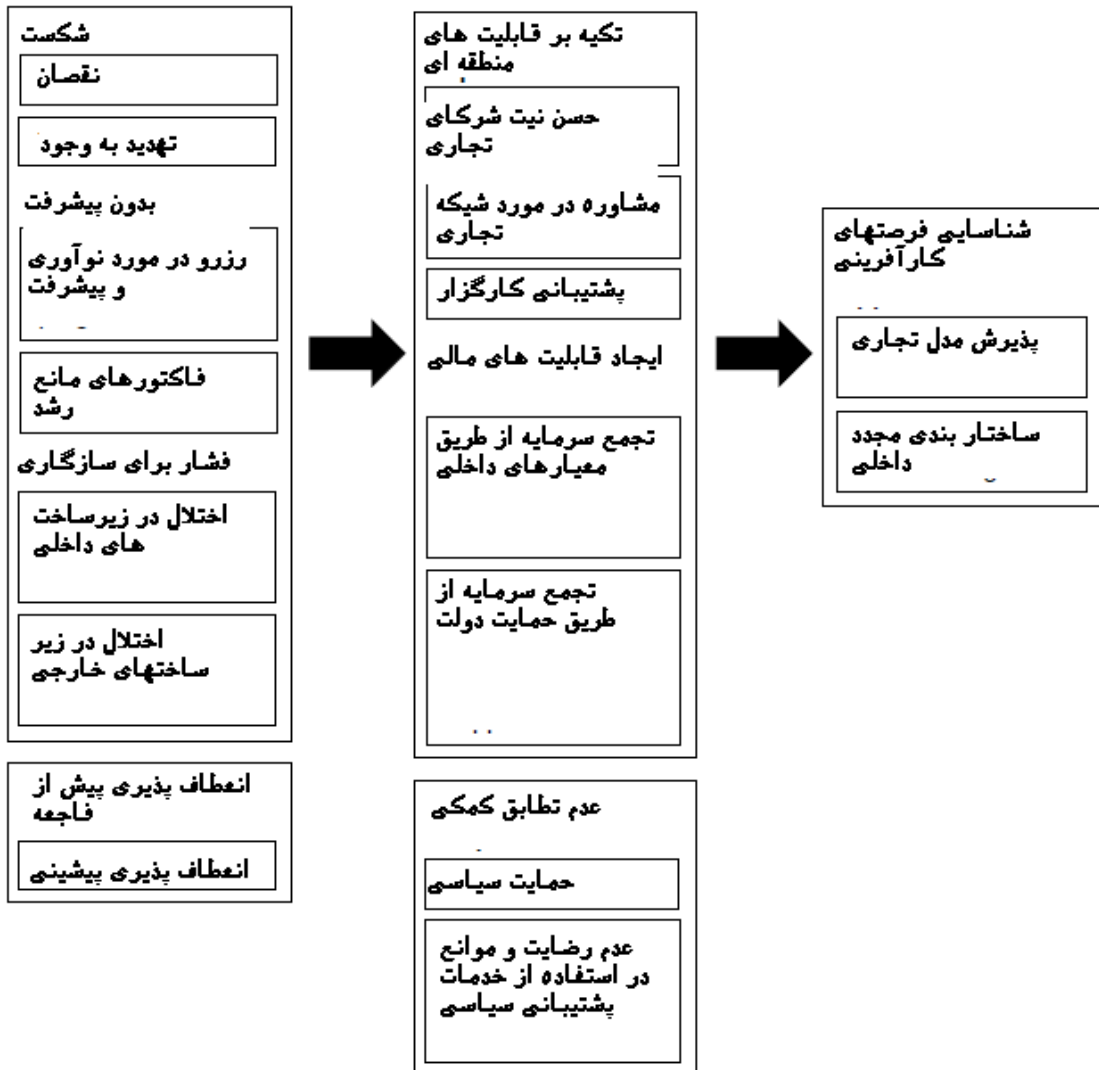 شکست
نقصان
تهدید به وجود
بدون پیشرفت
رزرو در مورد نوآوری
و پیشرفت
فاکتورهای مانع
رشد
فشار برای سازگاری
اختلال در زیرساخت
های داخلی
اختلال در زیر
ساختهای خارجی
انعطاف پذیری پیش از
فاجعه
انعطاف پذیری پیشینی
تکیه بر قابلیت های
منطقه ای
حسن نیت شرکای
تجاری
مشاوره در مورد شیکه
تجاری
پشتیبانی کارگزار
ایجاد قابلیت های مالی
تجمع سرمایه از طریق
معیارهای داخلی
تجمع سرمایه از
طریق حمایت دولت
عدم تطابق کمکی
حمایت سیاسی
عدم رضایت و موانع
در استفاده از خدمات
پشتیبانی سیاسی
شناسایی فرصتهای
کارآفرینی
پذیرش مدل تجاری
ساختار بندی مجدد
داخلی